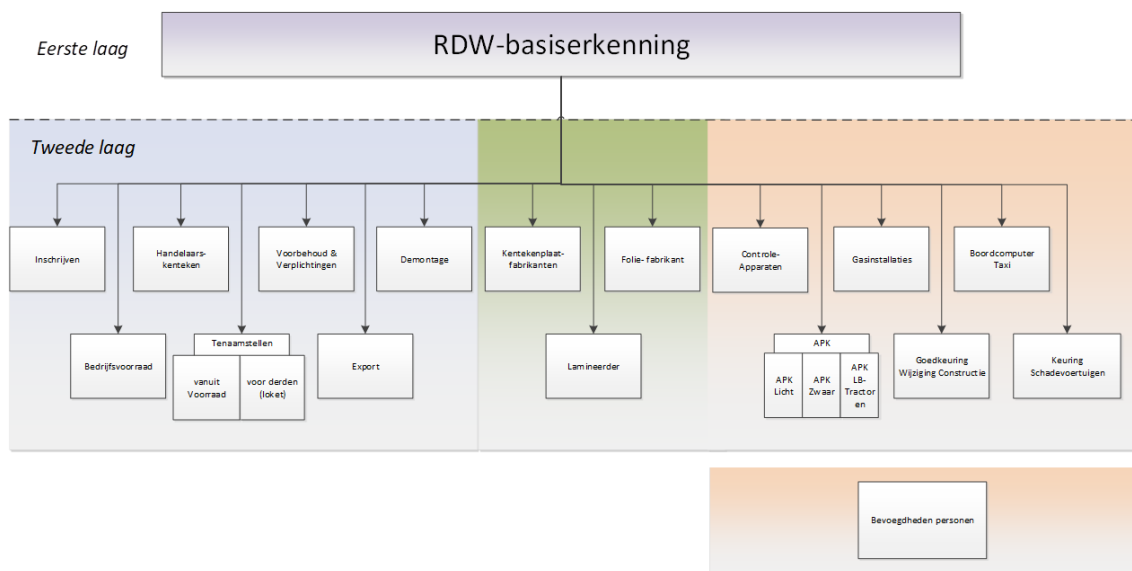 Eerste laag
RDW-basiserkenning
Tweede laag
Inschrijven
Handelaars-
kenteken
Voorbehoud &
Verplichtingen
Demontage
Kentekenplaat-
fabrikanten
Folie- fabrikant
Controle-
Apparaten
Gasinstallaties
Boordcomputer
Taxi
Bedrijfsvoorraad
Tenaamstellen
vanuit
Voorraad
voor derden
(loket)
Export
Lamineerder
APK
APK
Licht
APK
Zwaar
APK
LB-
Tractor
en
Goedkeuring
Wijziging Constructie
Keuring
Schadevoertuigen
Bevoegdheden personen